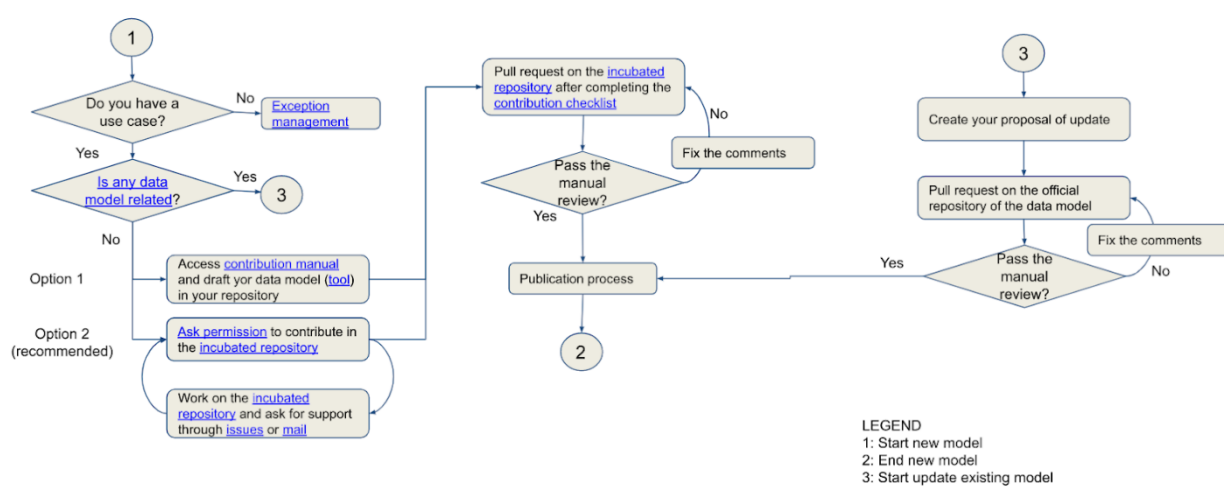 1
Do you have a
use case?
No
Exception
management
Yes
Is any data
model related?
Yes
3
No
Option 1
Access contribution manual
and draft yor data model (tool)
in your repository
Option 2
(recommended)
Ask permission to contribute in
the incubated repository
Work on the incubated
repository and ask for support
through issues or mail
Pull request on the incubated
repository after completing the
contribution checklist
No
Fix the comments
Pass the
manual
review?
Yes
Publication process
2
3
Create your proposal of update
Pull request on the official
repository of the data model
Fix the comments
Yes
Pass the
manual
review?
No
LEGEND
1: Start new model
2: End new model
3: Start update existing model